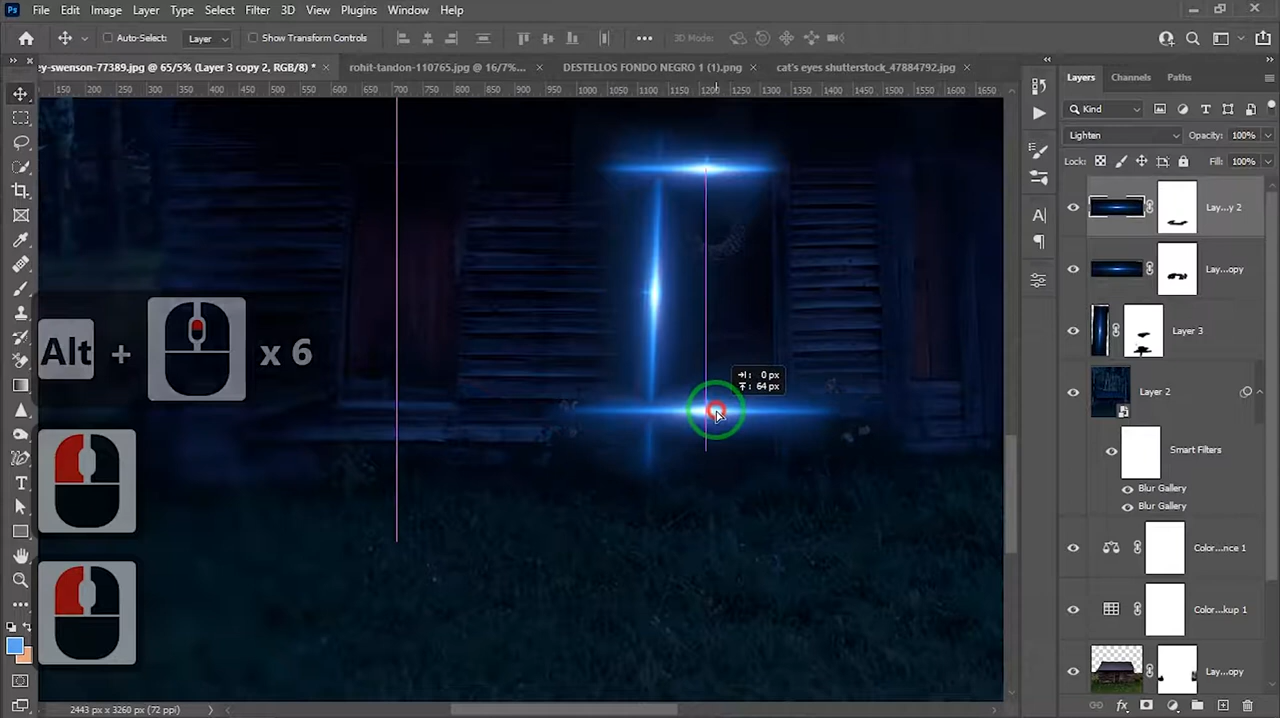 Ps File Edit Image Layer Type Select Filter 3D View Plugins Window Help
Auto-Select: Layer Show Transform Controls 3D Mode:
ey-swenson-77389.jpg @ 65/5% (Layer 3 copy 2, RGB/8) * × rohit-tandon-110765.jpg @ 16/7%... × DESTELLOS FONDO NEGRO 1 (1).png × cat's eyes shutterstock_47884792.jpg ×
Layers Channels Paths
150 200 250 300 350 400 450 500 550 600 650 700 750 800 850 900 950 1000 1050 1100 1150 1200 1250 1300 1350 1400 1450 1500 1550 1600 1650
Kind
Lighten Opacity: 100%
Lock: Fill: 100%
Lay...y 2
Lay...opy
Layer 3
Alt + x 6
0 px
64 px
Layer 2
Smart Filters
Blur Gallery
Blur Gallery
Color...nce 1
Color...kup 1
Lay...opy
2443 px x 3260 px (72 ppi)